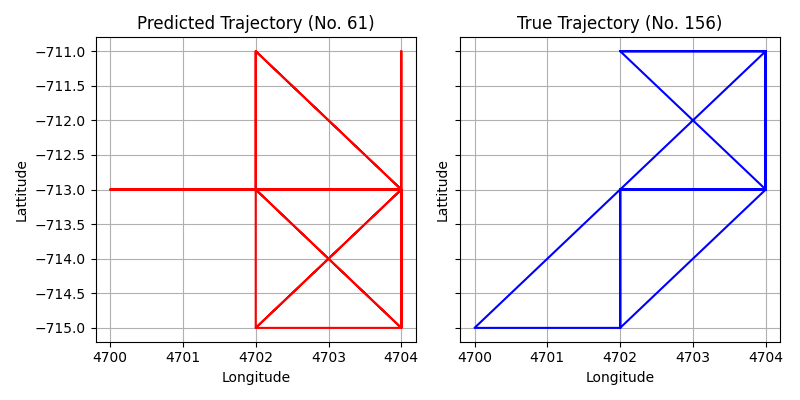 Predicted Trajectory (No. 61)
True Trajectory (No. 156)
−711.0
−711.5
−712.0
−712.5
−713.0
−713.5
−714.0
−714.5
−715.0
Lattitude
Lattitude
4700 4701 4702 4703 4704
4700 4701 4702 4703 4704
Longitude
Longitude